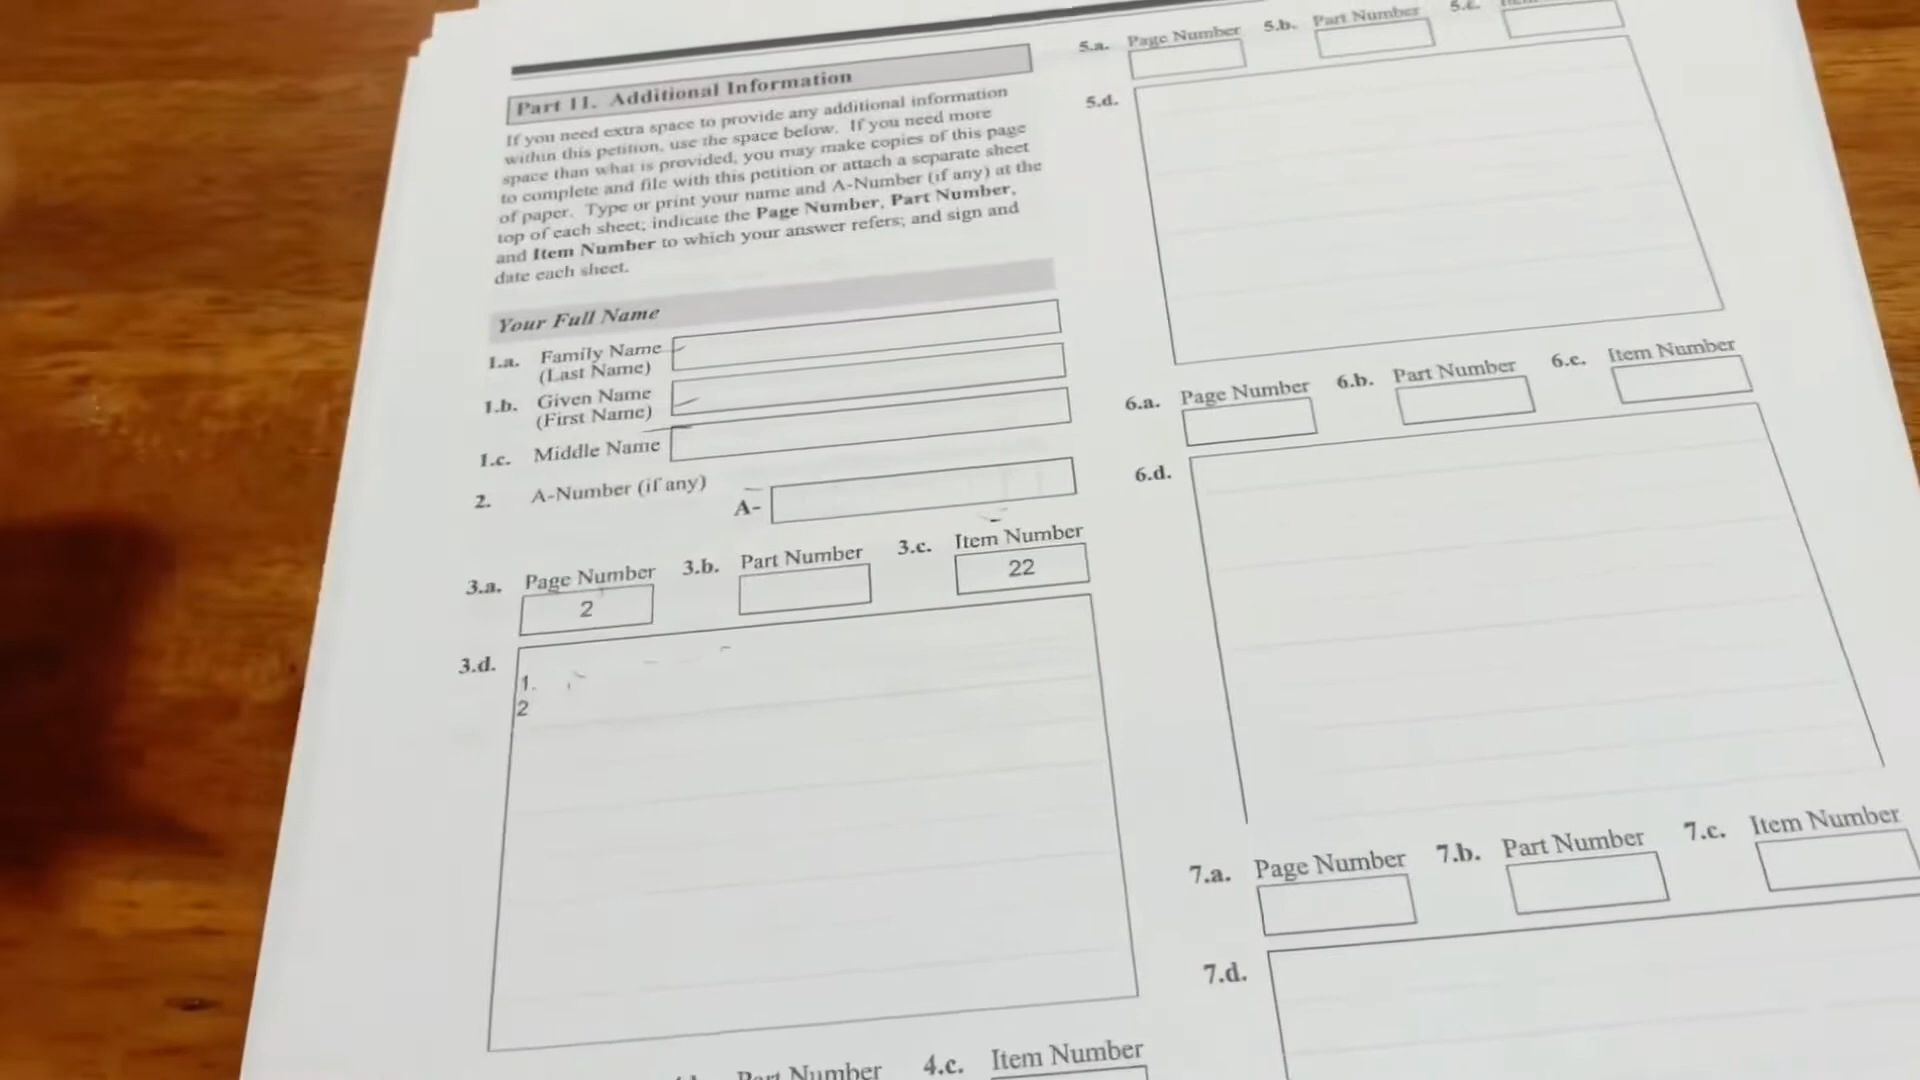 Part 11. Additional Information
If you need extra space to provide any additional information
within this petition, use the space below. If you need more
space than what is provided, you may make copies of this page
to complete and file with this petition or attach a separate sheet
of paper. Type or print your name and A-Number (if any) at the
top of each sheet; indicate the Page Number, Part Number,
and Item Number to which your answer refers; and sign and
date each sheet.
Your Full Name
1.a. Family Name
(Last Name)
1.b. Given Name
(First Name)
1.c. Middle Name
2. A-Number (if any)
A-
3.a. Page Number 3.b. Part Number 3.c. Item Number
2 22
3.d.
1.
2
Part Number 4.c. Item Number
5.a. Page Number 5.b. Part Number
5.d.
6.a. Page Number 6.b. Part Number 6.c. Item Number
6.d.
7.a. Page Number 7.b. Part Number 7.c. Item Number
7.d.